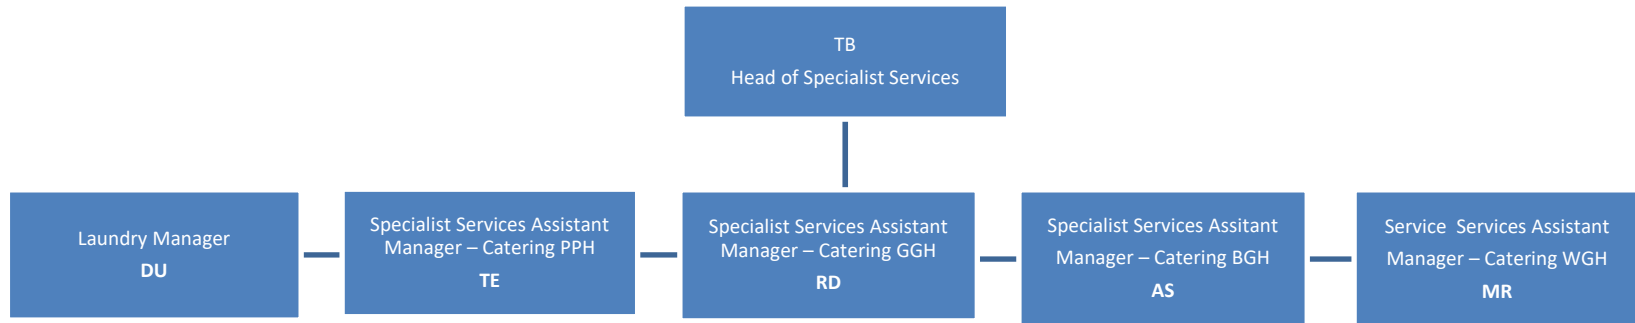 TB
Head of Specialist Services
Laundry Manager
DU
Specialist Services Assistant
Manager – Catering PPH
TE
Specialist Services Assistant
Manager – Catering GGH
RD
Specialist Services Assitant
Manager – Catering BGH
AS
Service  Services Assistant
Manager – Catering WGH
MR